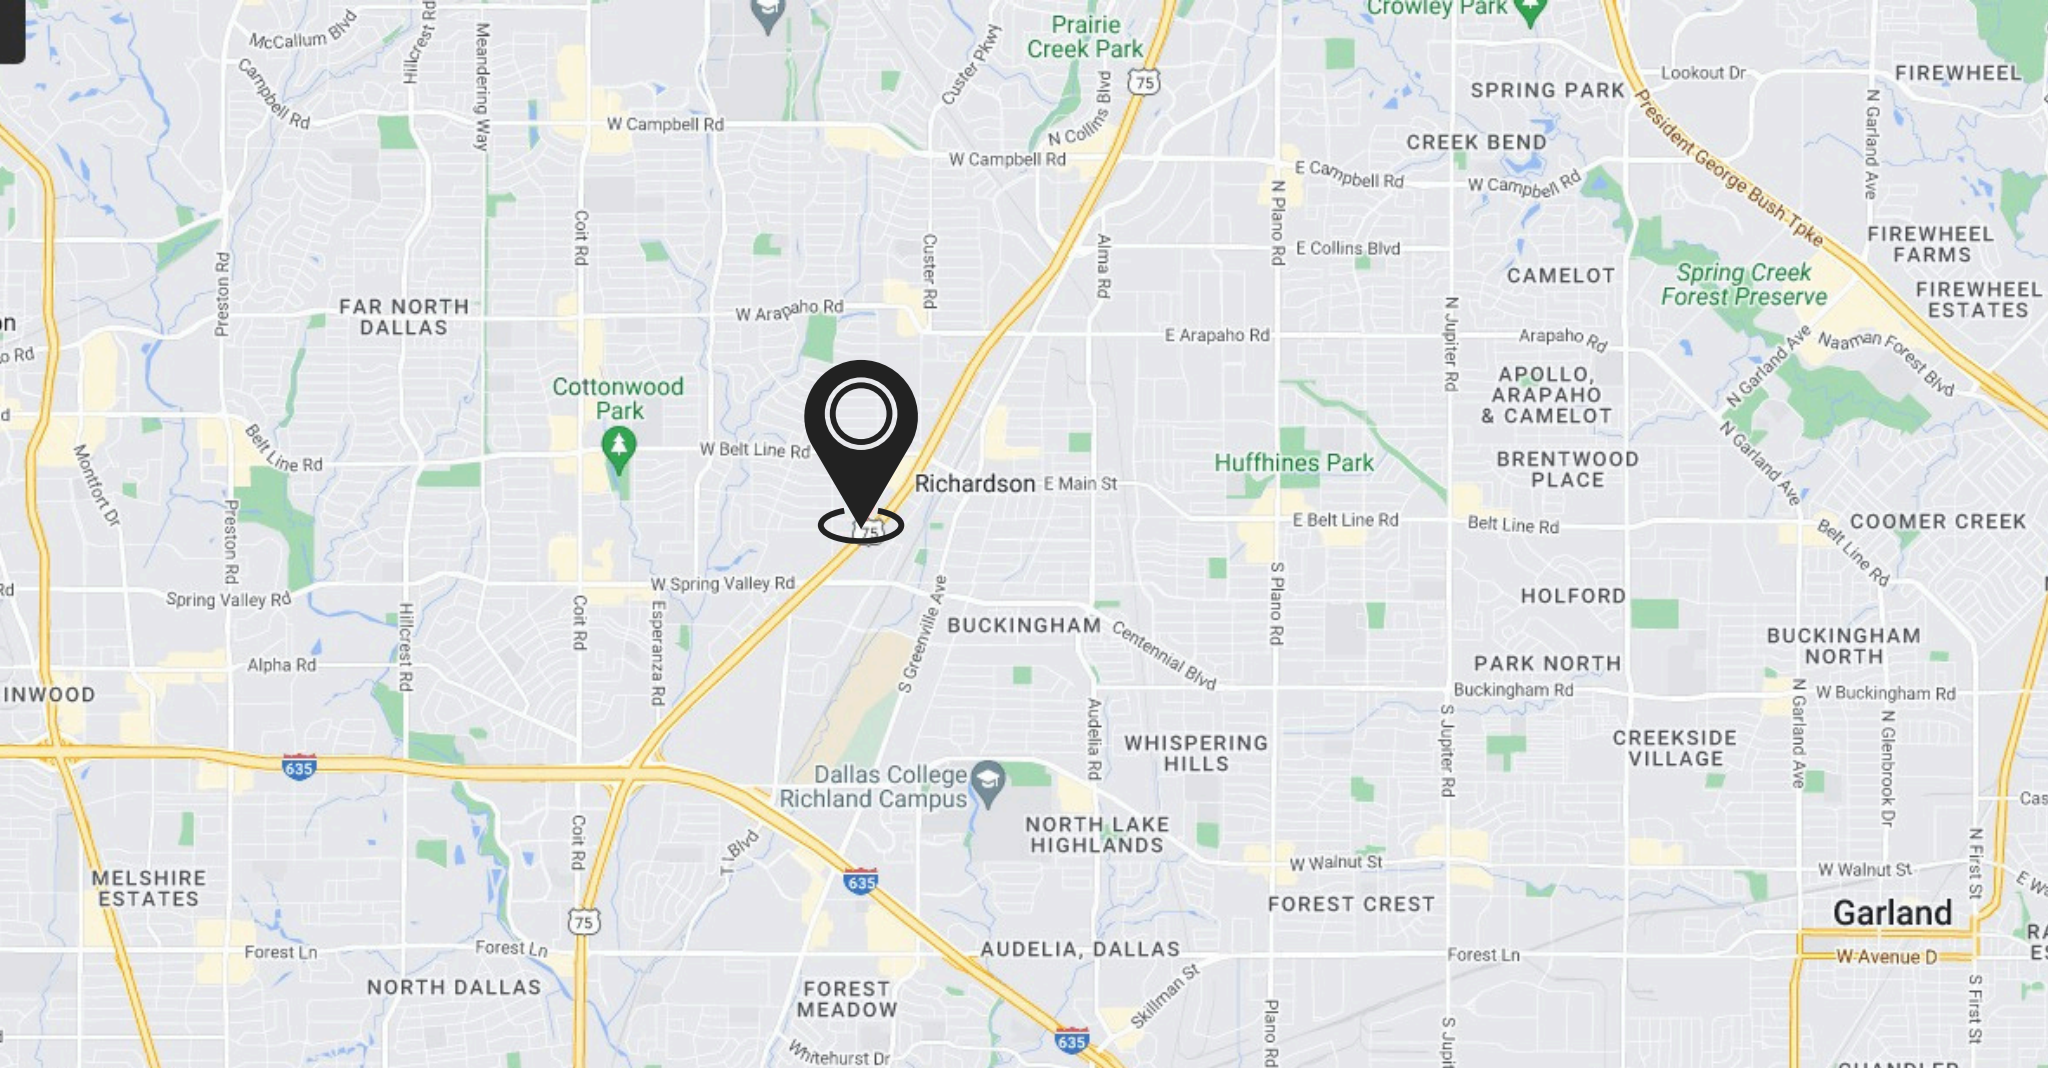 McCallum Blvd
Hillcrest Rd
Meandering Way
Campbell Rd
Custer Pkwy
Prairie
Creek Park
75
N Collins Blvd
Crowley Park
Lookout Dr
FIREWHEEL
SPRING PARK
President George Bush Tpke
N Garland Ave
W Campbell Rd
W Campbell Rd
CREEK BEND
E Campbell Rd
W Campbell Rd
Coit Rd
Custer Rd
Alma Rd
N Plano Rd
E Collins Blvd
FIREWHEEL
FARMS
Preston Rd
CAMELOT
Spring Creek
Forest Preserve
FIREWHEEL
ESTATES
FAR NORTH
DALLAS
W Arapaho Rd
E Arapaho Rd
N Jupiter Rd
Arapaho Rd
Naaman Forest Blvd
N Garland Ave
Cottonwood
Park
APOLLO,
ARAPAHO
& CAMELOT
Belt Line Rd
W Belt Line Rd
Huffhines Park
BRENTWOOD
PLACE
N Garland Ave
Montfort Dr
Richardson
E Main St
75
E Belt Line Rd
Belt Line Rd
COOMER CREEK
Belt Line Rd
Preston Rd
Spring Valley Rd
W Spring Valley Rd
S Plano Rd
HOLFORD
Hillcrest Rd
Coit Rd
Esperanza Rd
S Greenville Ave
BUCKINGHAM
Centennial Blvd
BUCKINGHAM
NORTH
Alpha Rd
PARK NORTH
INWOOD
Buckingham Rd
N Garland Ave
W Buckingham Rd
Audelia Rd
WHISPERING
HILLS
S Jupiter Rd
CREEKSIDE
VILLAGE
N Glenbrook Dr
635
Dallas College
Richland Campus
Coit Rd
T I Blvd
NORTH LAKE
HIGHLANDS
N First St
W Walnut St
W Walnut St
MELSHIRE
ESTATES
635
FOREST CREST
Garland
75
Forest Ln
Forest Ln
AUDELIA, DALLAS
Forest Ln
W Avenue D
NORTH DALLAS
FOREST
MEADOW
Skillman St
S First St
Plano Rd
635
Whitehurst Dr